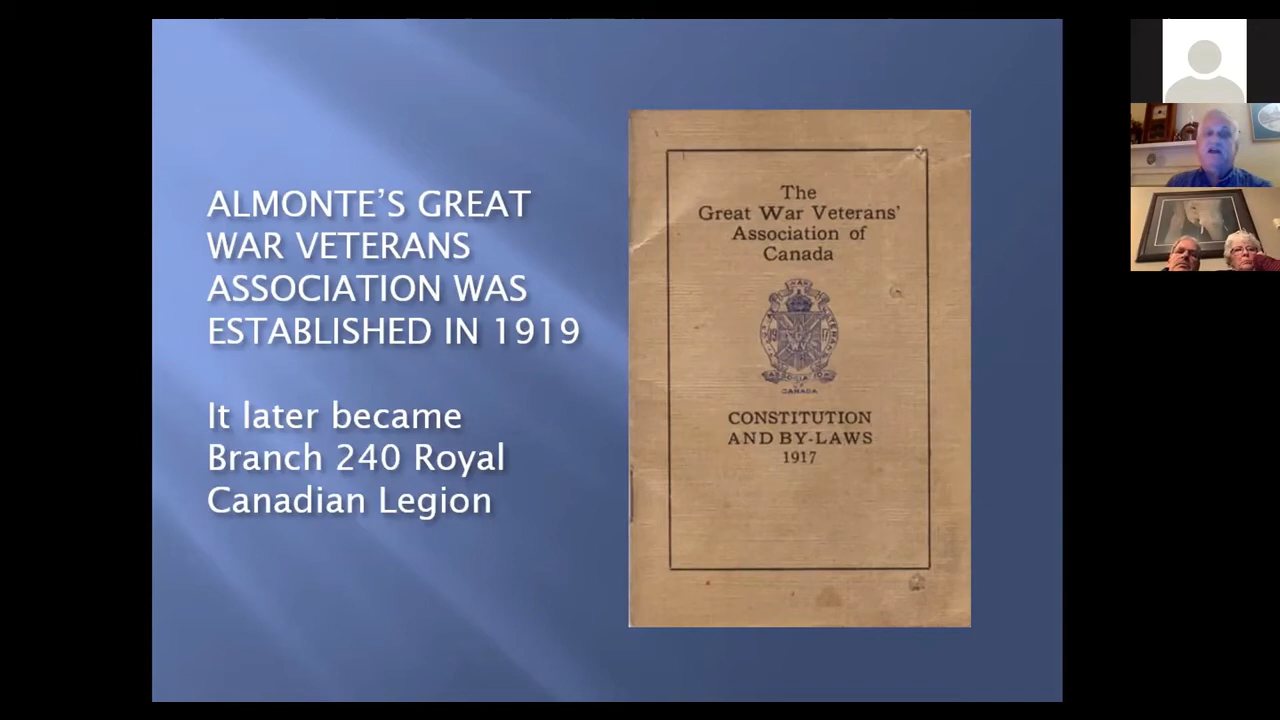 ALMONTE’S GREAT
WAR VETERANS
ASSOCIATION WAS
ESTABLISHED IN 1919
It later became
Branch 240 Royal
Canadian Legion
The
Great War Veterans'
Association of
Canada
CANADA
CONSTITUTION
AND BY-LAWS
1917